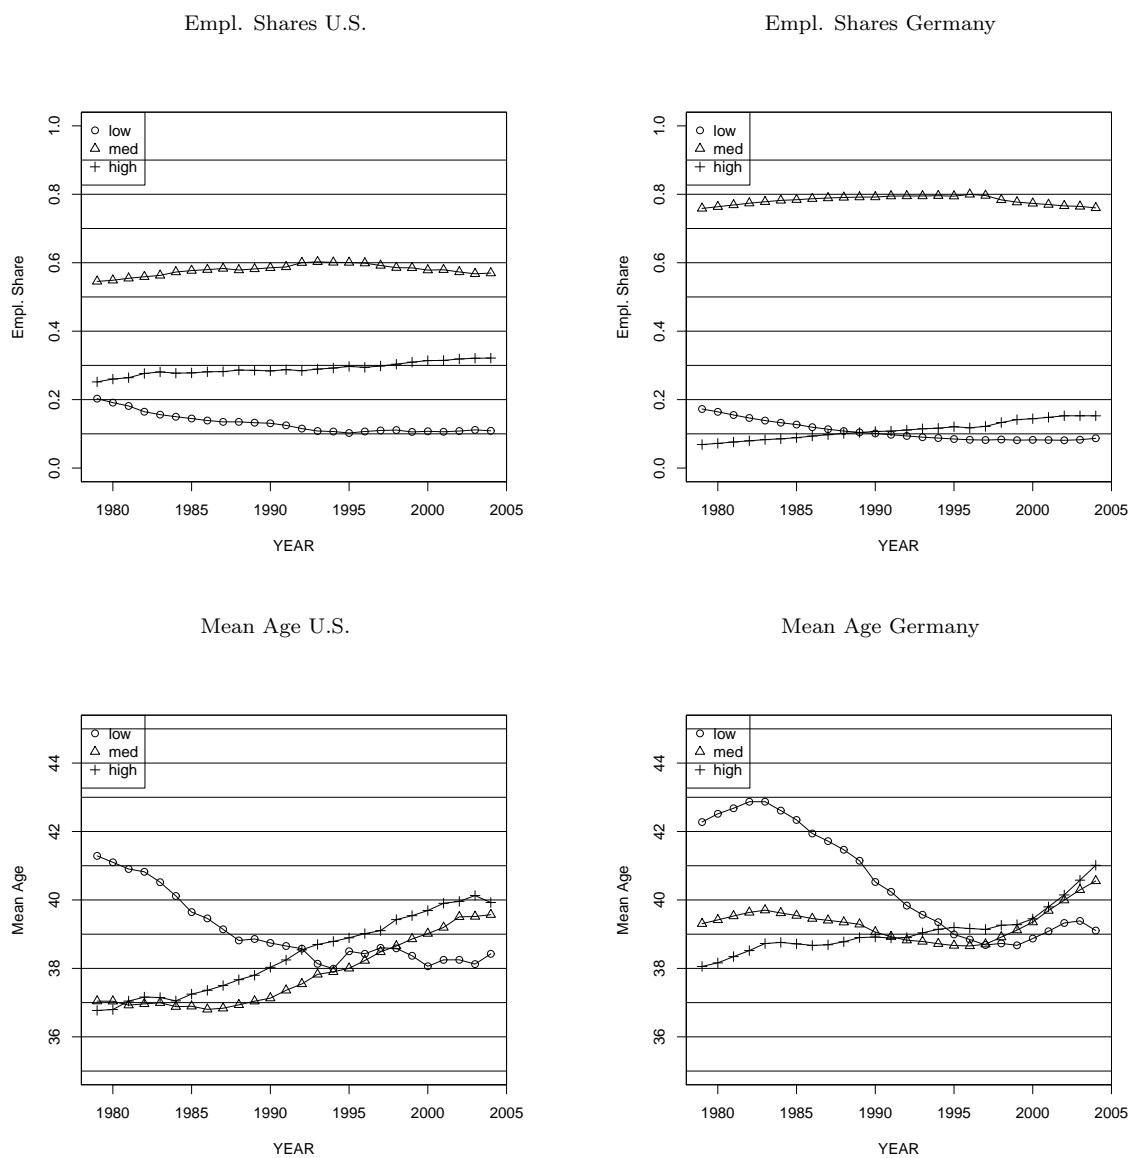 Empl. Shares U.S.
low
med
high
Empl. Share
1.0
0.8
0.6
0.4
0.2
0.0
1980 1985 1990 1995 2000 2005
YEAR
Empl. Shares Germany
low
med
high
Empl. Share
1.0
0.8
0.6
0.4
0.2
0.0
1980 1985 1990 1995 2000 2005
YEAR
Mean Age U.S.
low
med
high
Mean Age
44
42
40
38
36
1980 1985 1990 1995 2000 2005
YEAR
Mean Age Germany
low
med
high
Mean Age
44
42
40
38
36
1980 1985 1990 1995 2000 2005
YEAR